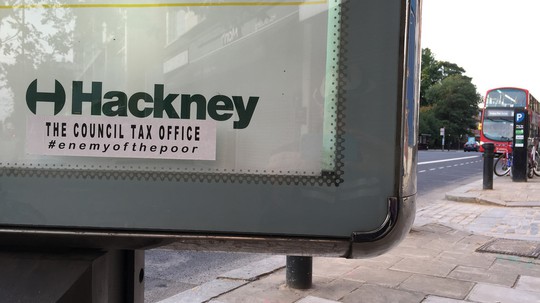 Hackney
THE COUNCIL TAX OFFICE
#enemyofthepoor
P